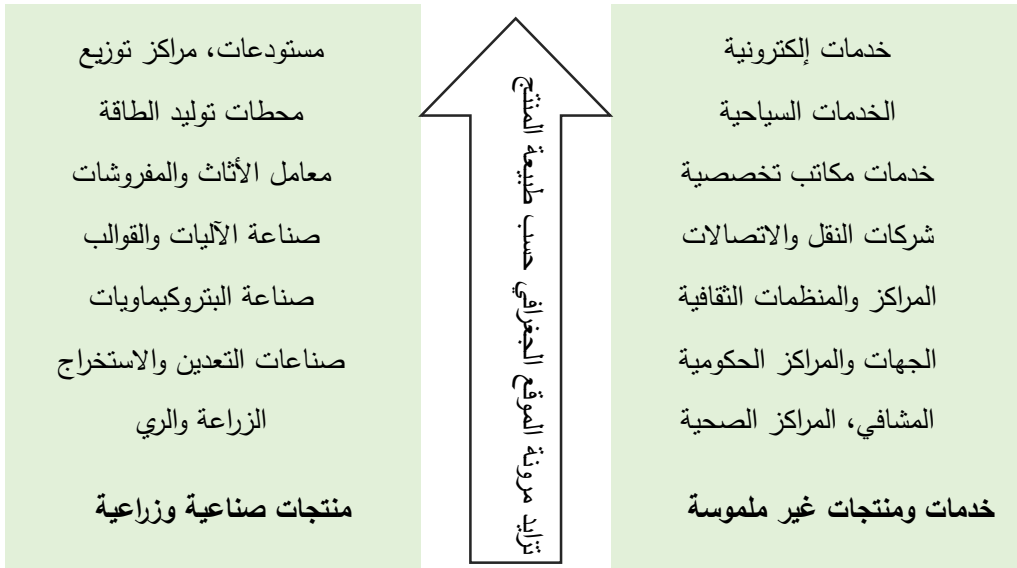 خدمات إلكترونية
الخدمات السياحية
خدمات مكاتب تخصصية
شركات النقل والاتصالات
المراكز والمنظمات الثقافية
الجهات والمراكز الحكومية
المشافي، المراكز الصحية
خدمات ومنتجات غير ملموسة
تزايد مرونة الموقع الجغرافي حسب طبيعة المنتج
مستودعات، مراكز توزيع
محطات توليد الطاقة
معامل الأثاث والمفروشات
صناعة الآليات والقوالب
صناعة البتروكيماويات
صناعات التعدين والاستخراج
الزراعة والري
منتجات صناعية وزراعية